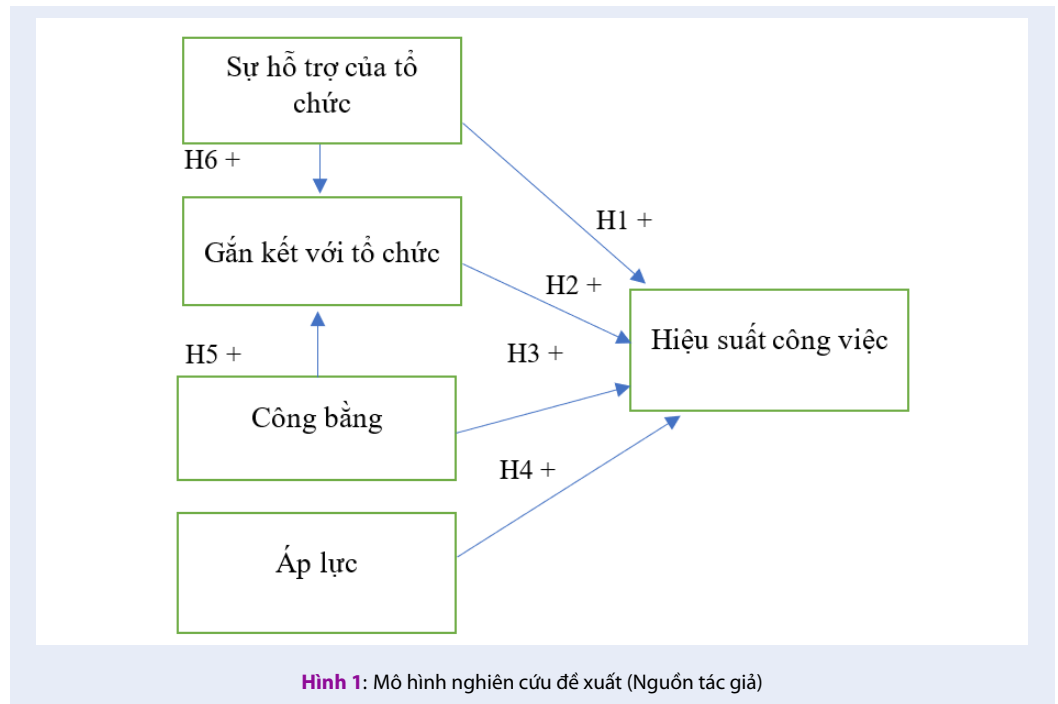 Sự hỗ trợ của tổ
chức
H6 +
H1 +
Gắn kết với tổ chức
H2 +
Hiệu suất công việc
H5 +
H3 +
Công bằng
H4 +
Áp lực
Hình 1: Mô hình nghiên cứu đề xuất (Nguồn tác giả)